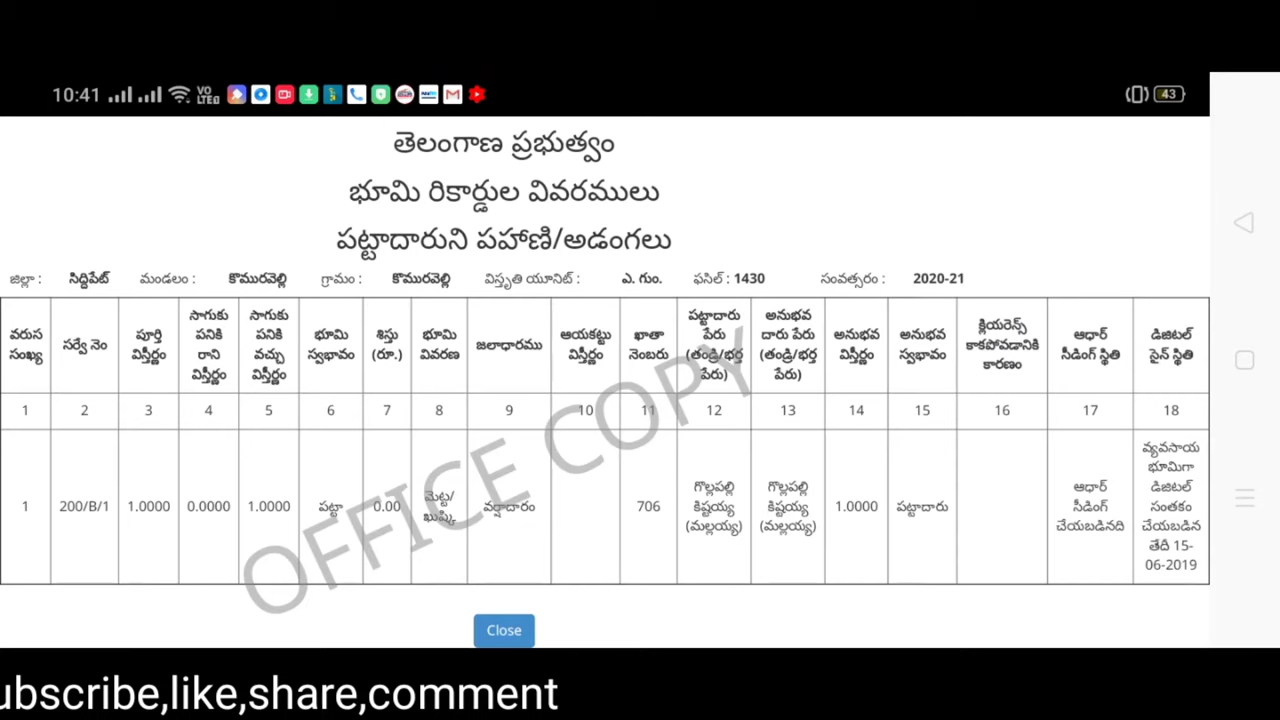 10:41 VO LTE 43
తెలంగాణ ప్రభుత్వం
భూమి రికార్డుల వివరములు
పట్టాదారుని పహాణి/అడంగలు
జిల్లా : సిద్దిపేట్ మండలం : కొమురవెల్లి గ్రామం : కొమురవెల్లి విస్తృతి యూనిట్ : ఎ. గుం. ఫసిల్ : 1430 సంవత్సరం : 2020-21
వరుస సంఖ్య
సర్వే నెం
పూర్తి విస్తీర్ణం
సాగుకు పనికి రాని విస్తీర్ణం
సాగుకు పనికి వచ్చు విస్తీర్ణం
భూమి స్వభావం
శిస్తు (రూ.)
భూమి వివరణ
జలాధారము
ఆయకట్టు విస్తీర్ణం
ఖాతా నెంబరు
పట్టాదారు పేరు (తండ్రి/భర్త పేరు)
అనుభవ దారు పేరు (తండ్రి/భర్త పేరు)
అనుభవ విస్తీర్ణం
అనుభవ స్వభావం
క్లియరెన్స్ కాకపోవడానికి కారణం
ఆధార్ సీడింగ్ స్థితి
డిజిటల్ సైన్ స్థితి
1 2 3 4 5 6 7 8 9 10 11 12 13 14 15 16 17 18
1
200/B/1
1.0000
0.0000
1.0000
పట్టా
0.00
మెట్ట/ ఖుష్కి
వర్షాదారం
706
గొల్లపల్లి కిష్టయ్య (మల్లయ్య)
గొల్లపల్లి కిష్టయ్య (మల్లయ్య)
1.0000
పట్టాదారు
ఆధార్ సీడింగ్ చేయబడినది
వ్యవసాయ భూమిగా డిజిటల్ సంతకం చేయబడిన తేదీ 15-06-2019
OFFICE COPY
Close
ubscribe,like,share,comment